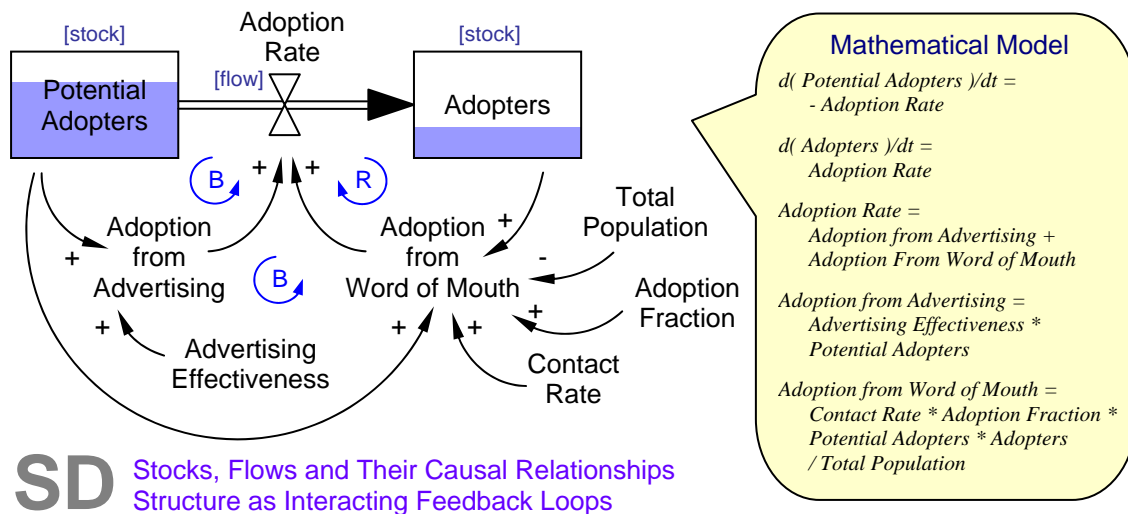 [stock]
Adoption
Rate
[stock]
[flow]
Potential
Adopters
Adopters
+
+
B
R
Total
Population
+
+
Adoption
from
Advertising
Adoption
from
Word of Mouth
-
B
Adoption
Fraction
+
+
+
+
Advertising
Effectiveness
Contact
Rate
SD
Stocks, Flows and Their Causal Relationships
Structure as Interacting Feedback Loops
Mathematical Model
d( Potential Adopters )/dt =
- Adoption Rate
d( Adopters )/dt =
Adoption Rate
Adoption Rate =
Adoption from Advertising +
Adoption From Word of Mouth
Adoption from Advertising =
Advertising Effectiveness *
Potential Adopters
Adoption from Word of Mouth =
Contact Rate * Adoption Fraction *
Potential Adopters * Adopters
/ Total Population